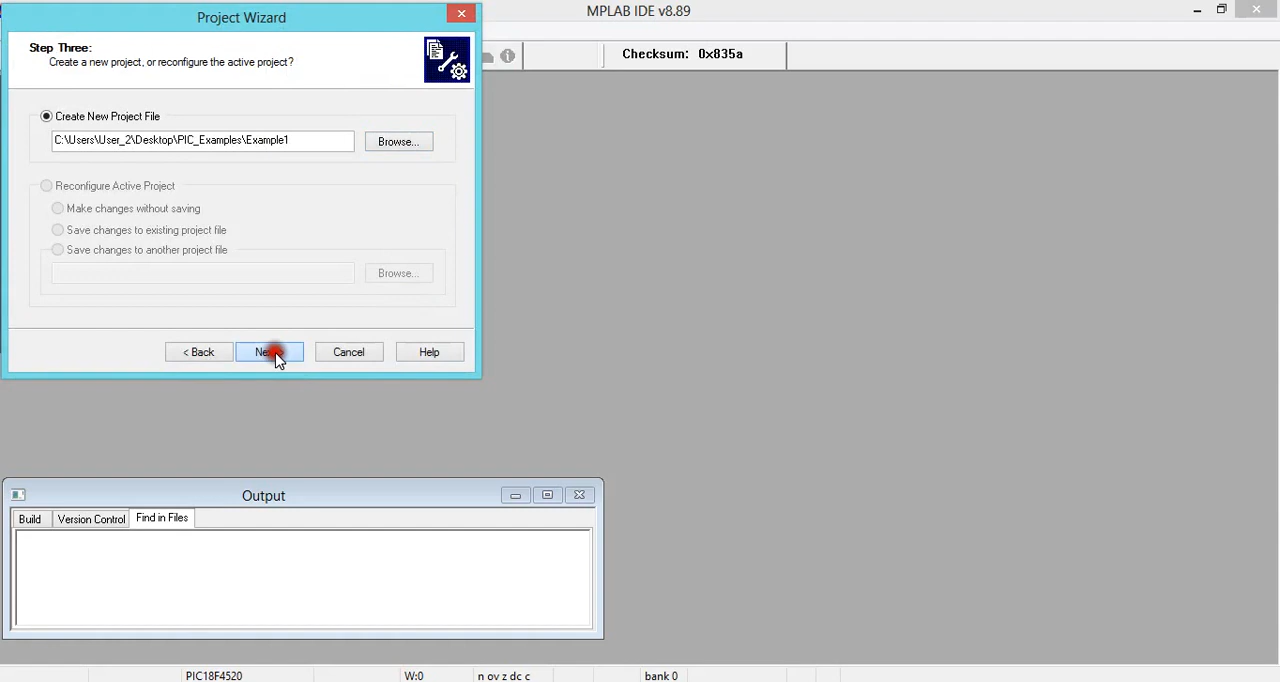 Project Wizard
MPLAB IDE v8.89
Step Three:
Create a new project, or reconfigure the active project?
Checksum: 0x835a
Create New Project File
C:\Users\User_2\Desktop\PIC_Examples\Example1
Browse...
Reconfigure Active Project
Make changes without saving
Save changes to existing project file
Save changes to another project file
Browse...
< Back
Cancel
Help
Output
Build
Version Control
Find in Files
PIC18F4520
W:0
n ov z dc c
bank 0